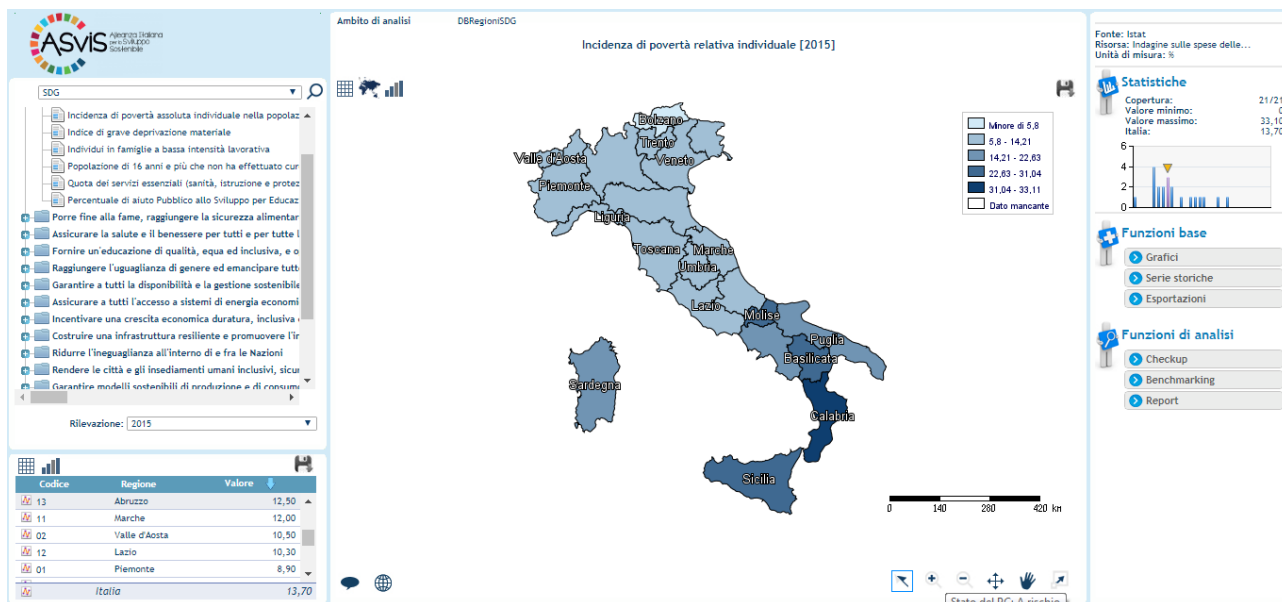 ASviS Alleanza Italiana
per lo Sviluppo
Sostenibile
SDG
Incidenza di povertà assoluta individuale nella popolaz
Indice di grave deprivazione materiale
Individui in famiglie a bassa intensità lavorativa
Popolazione di 16 anni e più che non ha effettuato cur
Quota dei servizi essenziali (sanità, istruzione e protez
Percentuale di aiuto Pubblico allo Sviluppo per Educaz
Porre fine alla fame, raggiungere la sicurezza alimentar
Assicurare la salute e il benessere per tutti e per tutte l
Fornire un'educazione di qualità, equa ed inclusiva, e o
Raggiungere l'uguaglianza di genere ed emancipare tutt
Garantire a tutti la disponibilità e la gestione sostenibile
Assicurare a tutti l'accesso a sistemi di energia economi
Incentivare una crescita economica duratura, inclusiva
Costruire una infrastruttura resiliente e promuovere l'i
Ridurre l'ineguaglianza all'interno di e fra le Nazioni
Rendere le città e gli insediamenti umani inclusivi, sicu
Garantire modelli sostenibili di produzione e di consum
Rilevazione: 2015
Codice Regione Valore
13 Abruzzo 12,50
11 Marche 12,00
02 Valle d'Aosta 10,50
12 Lazio 10,30
01 Piemonte 8,90
Italia 13,70
Ambito di analisi DBRegioniSDG
Incidenza di povertà relativa individuale [2015]
Bolzano
Trento
Valle d'Aosta
Veneto
Piemonte
Liguria
Toscana
Marche
Umbria
Lazio
Molise
Puglia
Basilicata
Sardegna
Calabria
Sicilia
Minore di 5,8
5,8 - 14,21
14,21 - 22,63
22,63 - 31,04
31,04 - 33,11
Dato mancante
0 140 280 420 km
Stato del PC: A rischio
Fonte: Istat
Risorsa: Indagine sulle spese delle...
Unità di misura: %
Statistiche
Copertura: 21/21
Valore minimo: 0
Valore massimo: 33,10
Italia: 13,70
6
4
2
0
Funzioni base
Grafici
Serie storiche
Esportazioni
Funzioni di analisi
Checkup
Benchmarking
Report